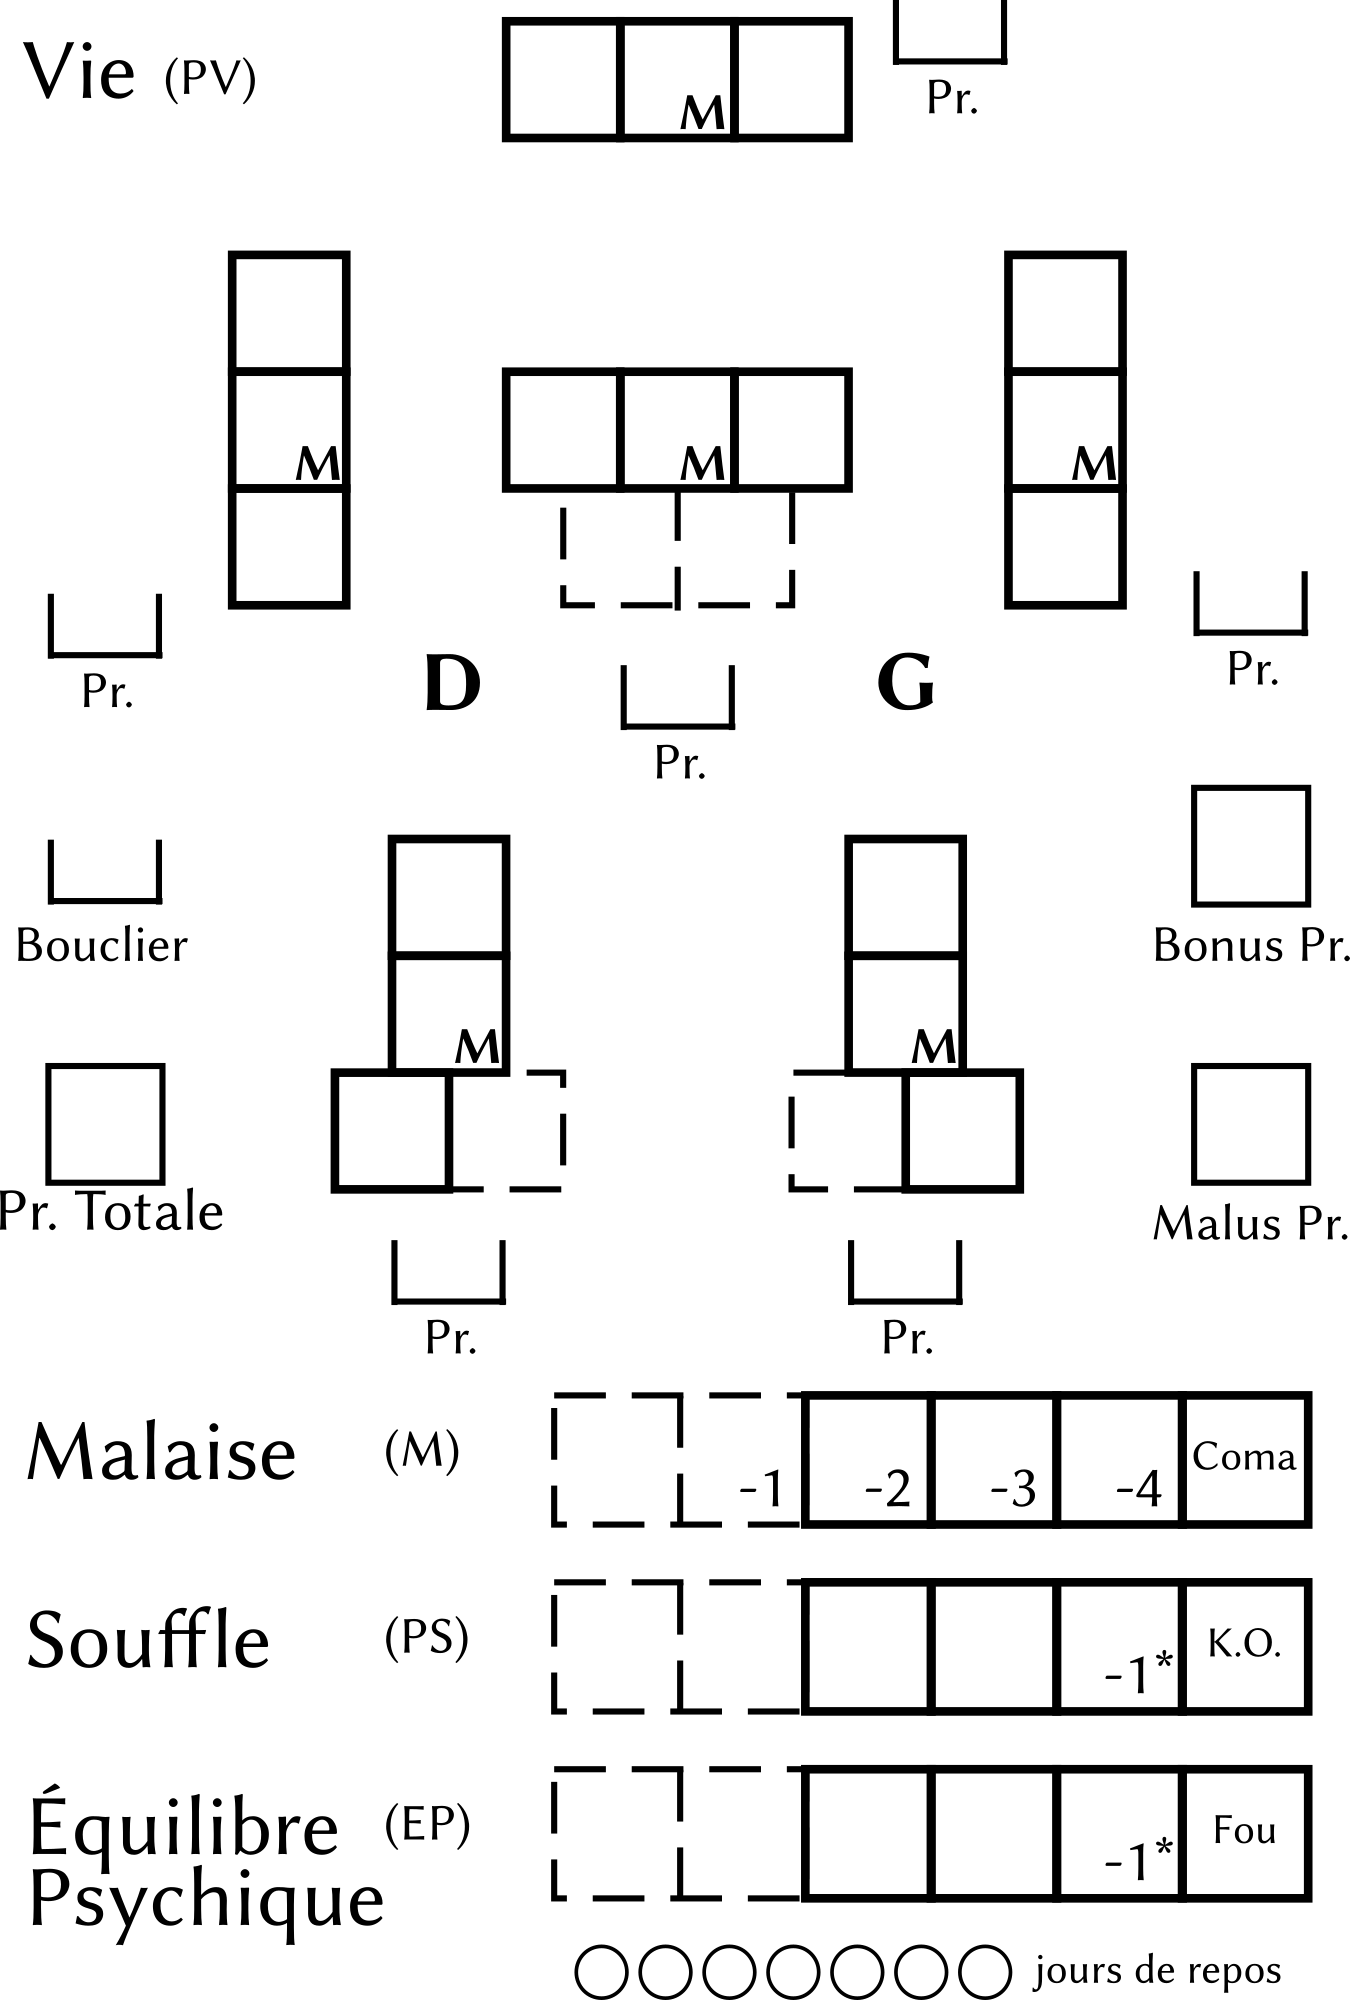 Vie (PV)
M
Pr.
M
M
M
Pr.
D
G
Pr.
Pr.
Bouclier
Bonus Pr.
M
M
Pr. Totale
Malus Pr.
Pr.
Pr.
Malaise (M) -1 -2 -3 -4 Coma
Souffle (PS) -1* K.O.
Équilibre (EP) -1* Fou
Psychique
jours de repos